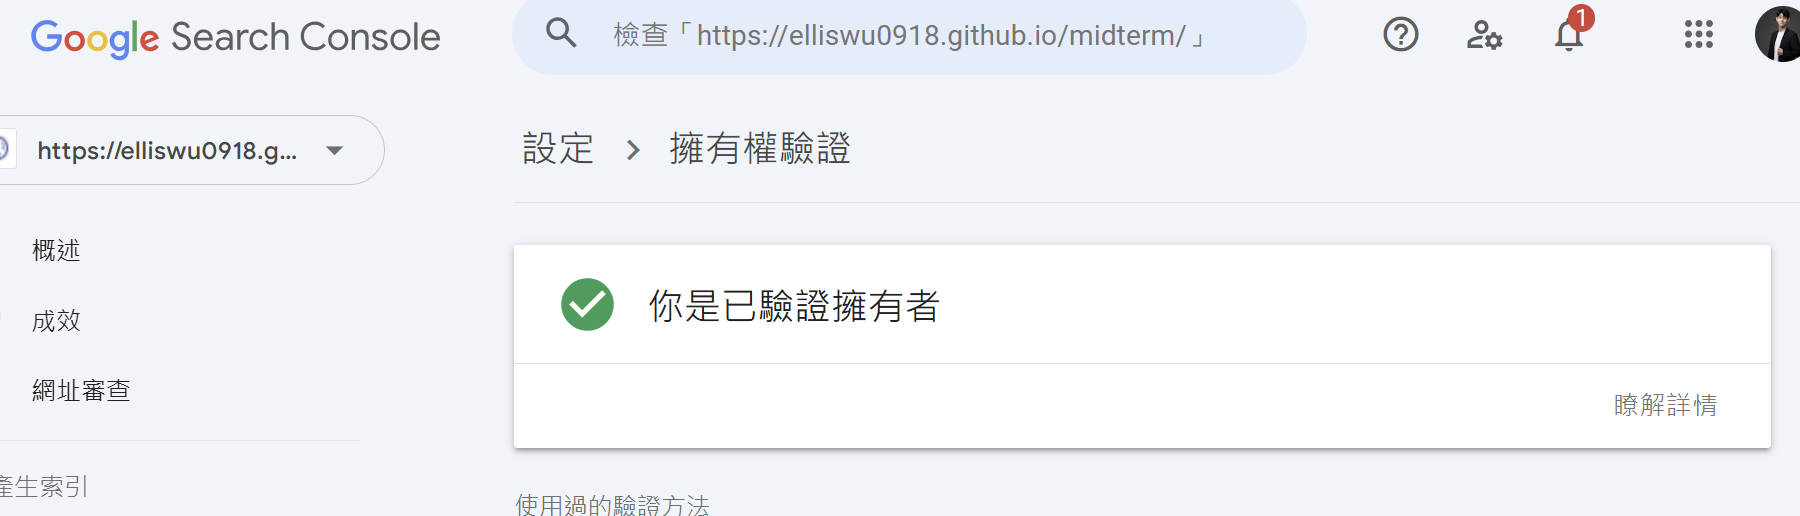 Google Search Console
檢查「https://elliswu0918.github.io/midterm/」
1
https://elliswu0918.g...
設定 > 擁有權驗證
概述
成效
網址審查
產生索引
你是已驗證擁有者
瞭解詳情
使用過的驗證方法